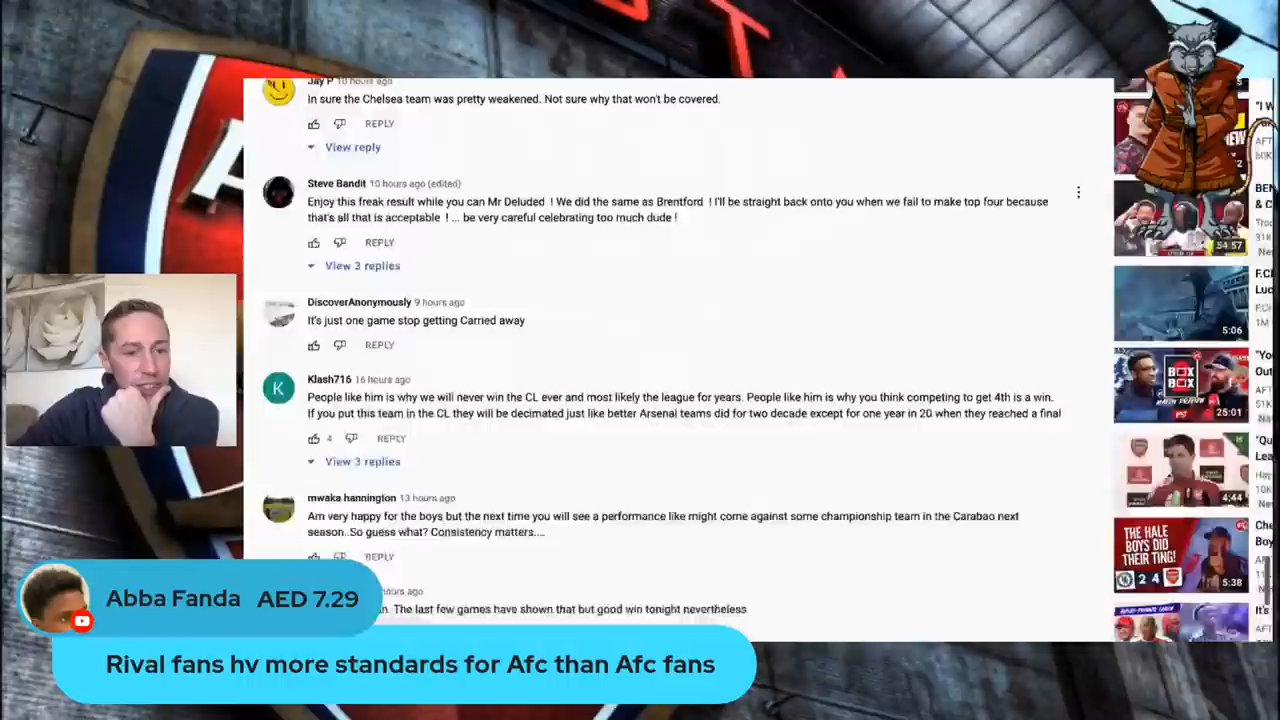 Jay P 10 hours ago
In sure the Chelsea team was pretty weakened. Not sure why that won't be covered.
REPLY
View reply
Steve Bandit 10 hours ago (edited)
Enjoy this freak result while you can Mr Deluded ! We did the same as Brentford ! I'll be straight back onto you when we fail to make top four because
that's all that is acceptable ! ... be very careful celebrating too much dude !
REPLY
View 3 replies
DiscoverAnonymously 9 hours ago
It's just one game stop getting Carried away
REPLY
K
Klash716 16 hours ago
People like him is why we will never win the CL ever and most likely the league for years. People like him is why you think competing to get 4th is a win.
If you put this team in the CL they will be decimated just like better Arsenal teams did for two decade except for one year in 20 when they reached a final
4 REPLY
View 3 replies
mwaka hannington 13 hours ago
Am very happy for the boys but the next time you will see a performance like might come against some championship team in the Carabao next
season..So guess what? Consistency matters....
REPLY
hours ago
The last few games have shown that but good win tonight nevertheless
Abba Fanda AED 7.29
Rival fans hv more standards for Afc than Afc fans
54:57
5:06
BOX
BOX
25:01
4:44
THE HALE
BOYS DID
THEIR TING!
2 4
5:38